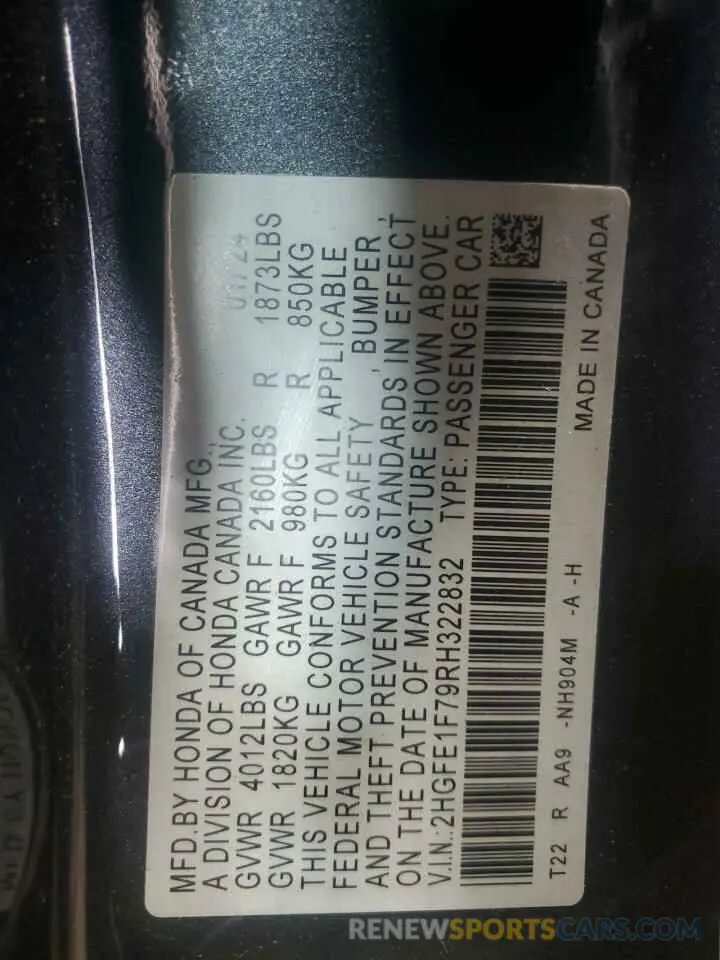 MFD.BY HONDA OF CANADA MFG.,
A DIVISION OF HONDA CANADA INC. 01/24
GVWR 4012LBS GAWR F 2160LBS R 1873LBS
GVWR 1820KG GAWR F 980KG R 850KG
THIS VEHICLE CONFORMS TO ALL APPLICABLE
FEDERAL MOTOR VEHICLE SAFETY , BUMPER ,
AND THEFT PREVENTION STANDARDS IN EFFECT
ON THE DATE OF MANUFACTURE SHOWN ABOVE.
V.I.N.:2HGFE1F79RH322832 TYPE: PASSENGER CAR
T22 R AA9 -NH904M -A -H
MADE IN CANADA
RENEWSPORTSCARS.COM